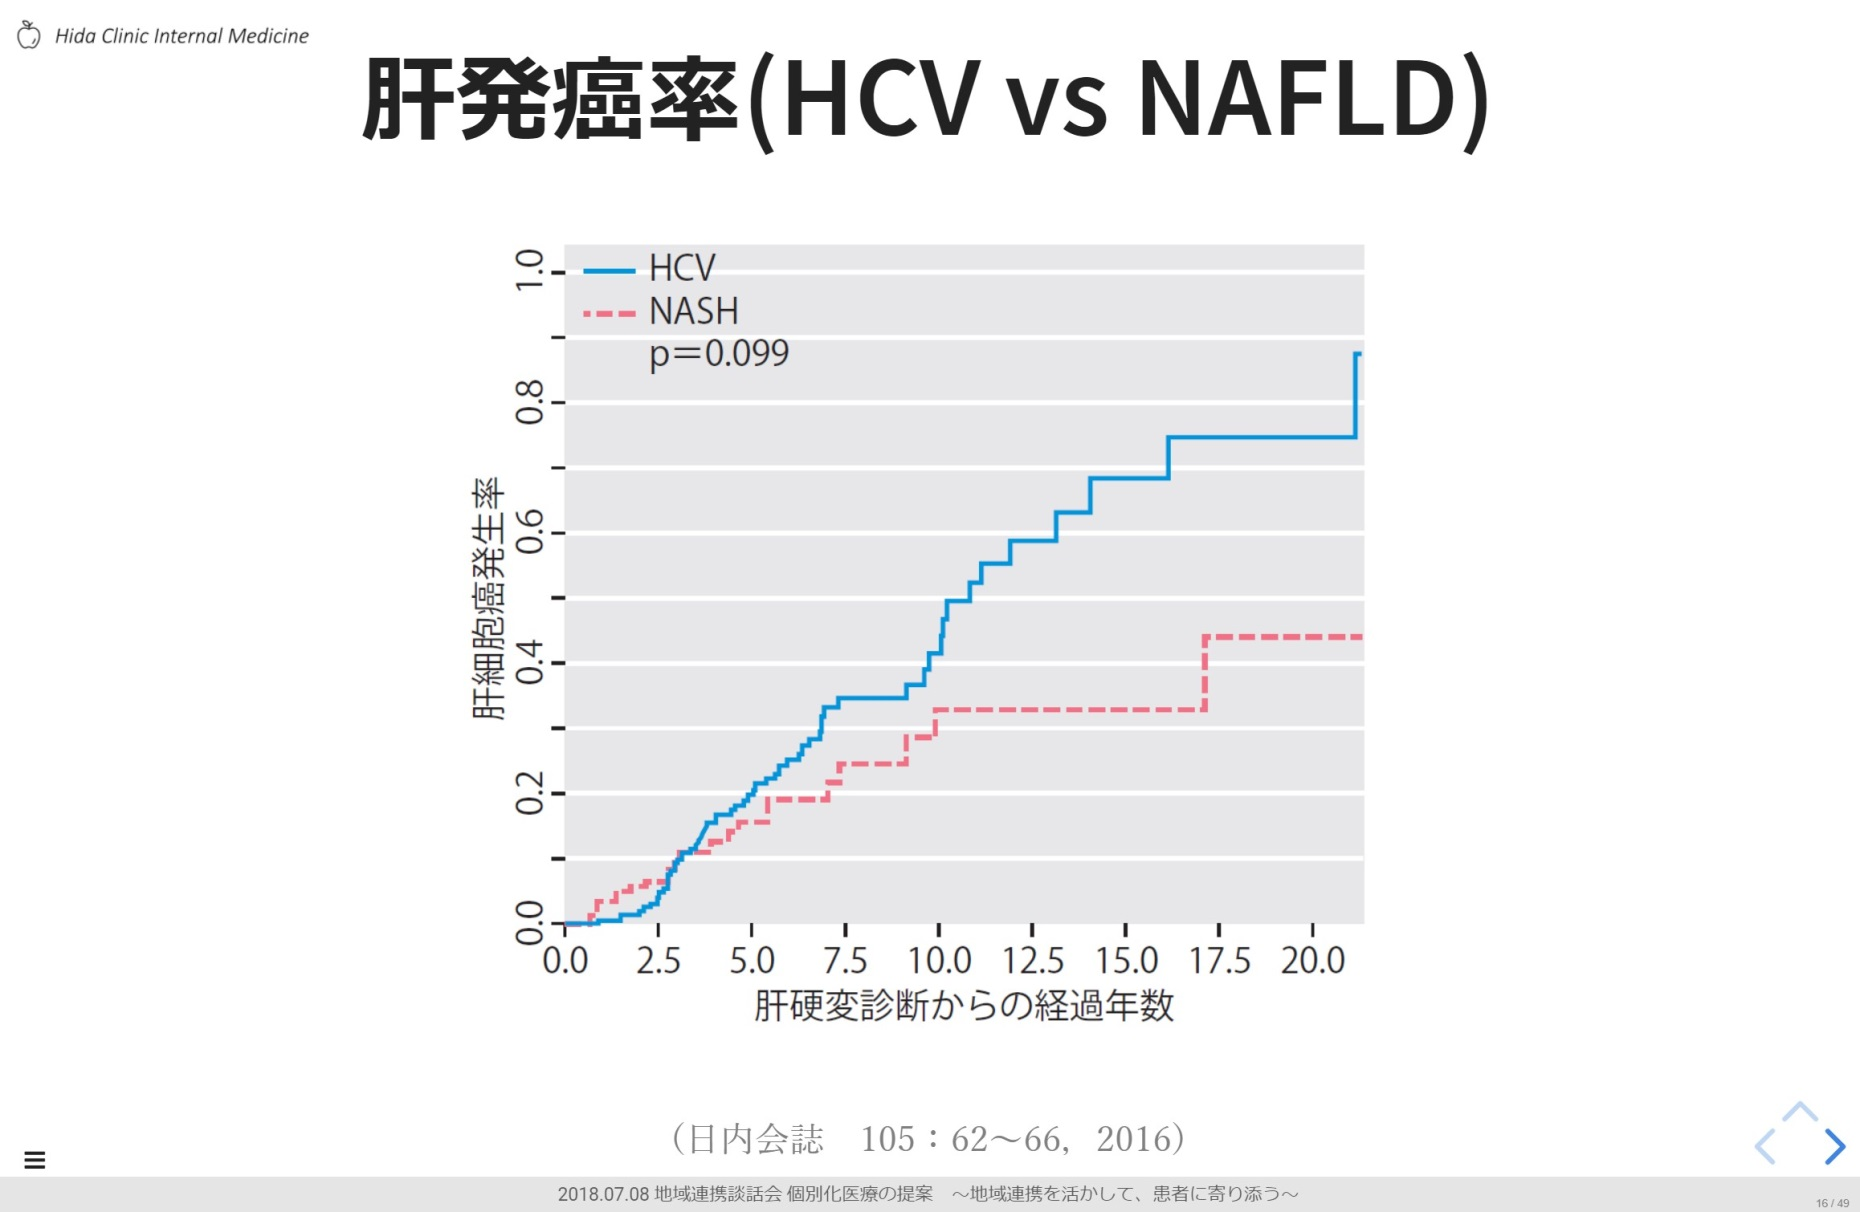 Hida Clinic Internal Medicine
肝発癌率(HCV vs NAFLD)
HCV
NASH
p＝0.099
1.0
0.8
0.6
0.4
0.2
0.0
肝細胞癌発生率
0.0 2.5 5.0 7.5 10.0 12.5 15.0 17.5 20.0
肝硬変診断からの経過年数
（日内会誌　105：62～66，2016）
2018.07.08 地域連携談話会 個別化医療の提案　～地域連携を活かして、患者に寄り添う～
16 / 49